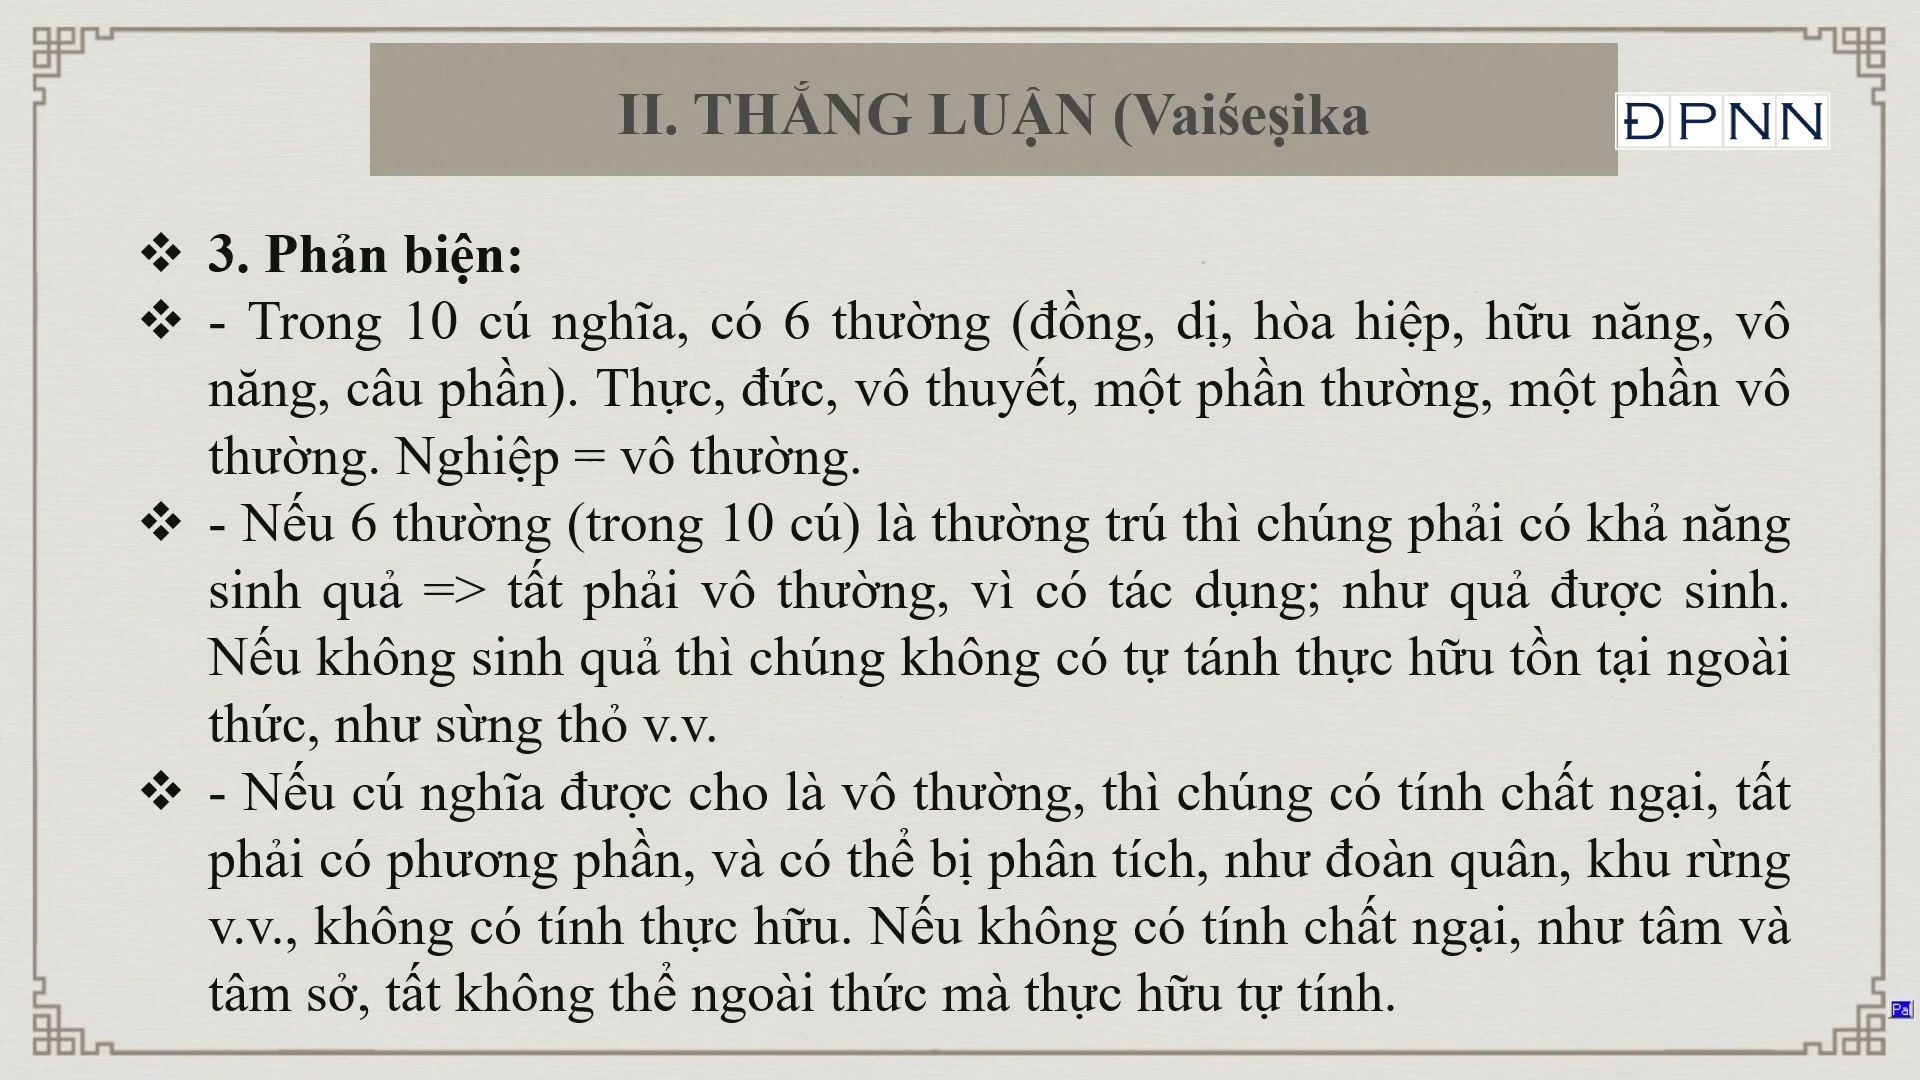 II. THẮNG LUẬN (Vaiśeṣika
ĐPNN
3. Phản biện:
- Trong 10 cú nghĩa, có 6 thường (đồng, dị, hòa hiệp, hữu năng, vô
năng, câu phần). Thực, đức, vô thuyết, một phần thường, một phần vô
thường. Nghiệp = vô thường.
- Nếu 6 thường (trong 10 cú) là thường trú thì chúng phải có khả năng
sinh quả => tất phải vô thường, vì có tác dụng; như quả được sinh.
Nếu không sinh quả thì chúng không có tự tánh thực hữu tồn tại ngoài
thức, như sừng thỏ v.v.
- Nếu cú nghĩa được cho là vô thường, thì chúng có tính chất ngại, tất
phải có phương phần, và có thể bị phân tích, như đoàn quân, khu rừng
v.v., không có tính thực hữu. Nếu không có tính chất ngại, như tâm và
tâm sở, tất không thể ngoài thức mà thực hữu tự tính.